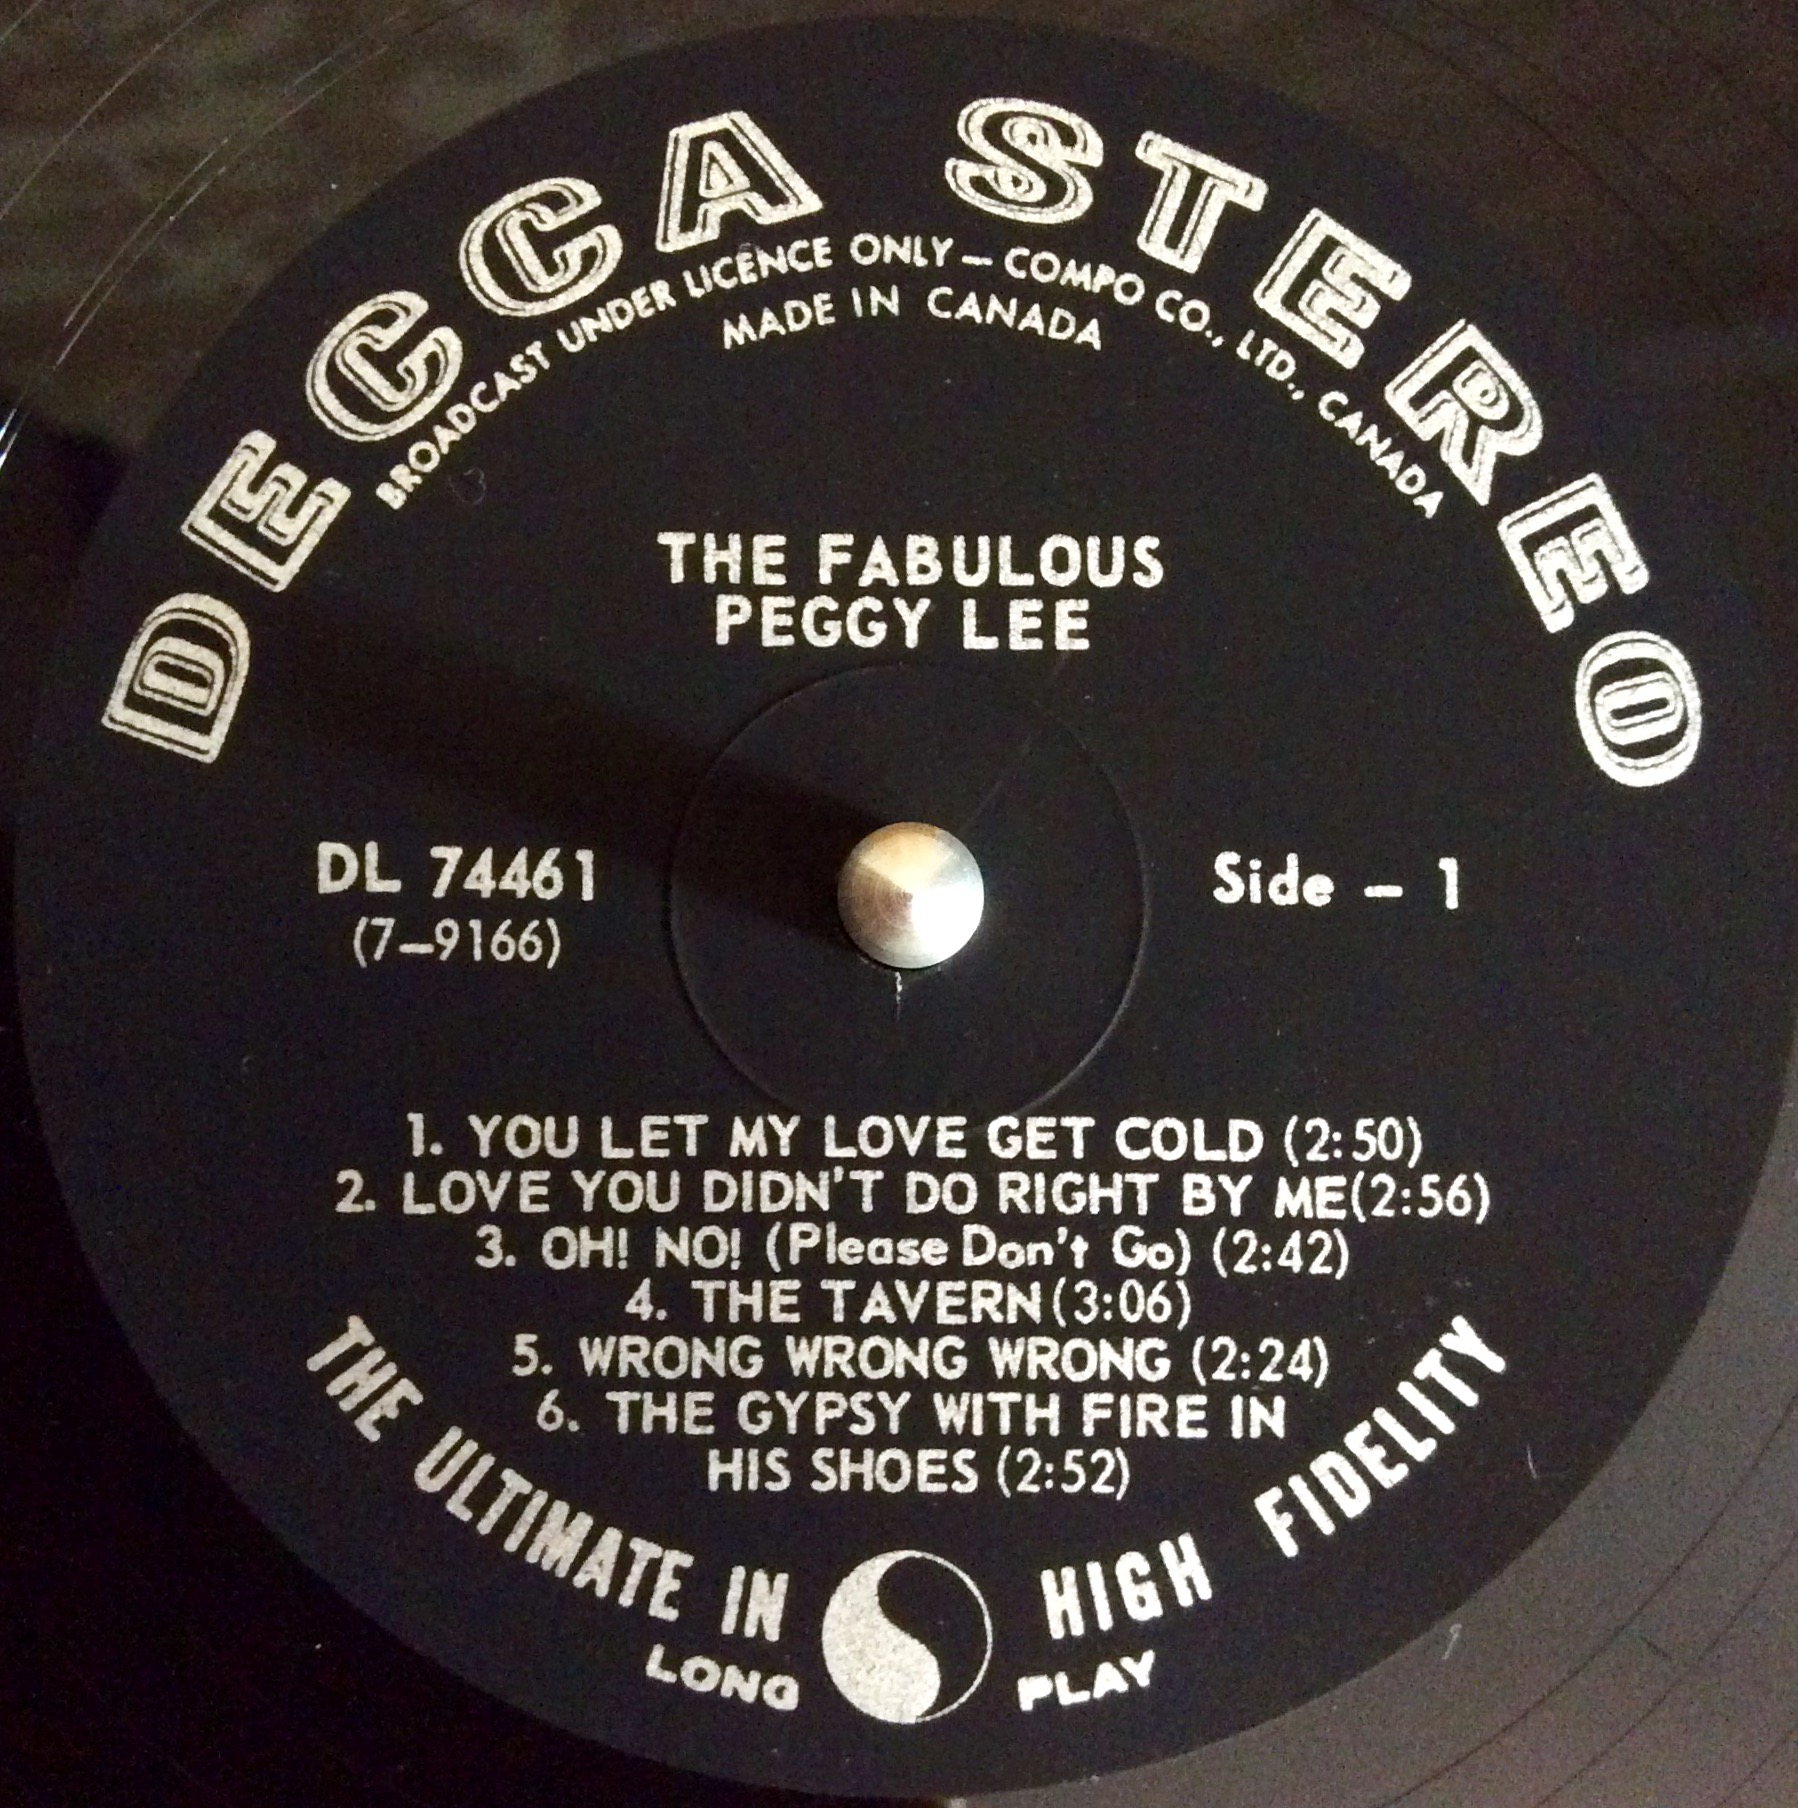 DECCA STEREO
BROADCAST UNDER LICENCE ONLY – COMPO CO., LTD., CANADA
MADE IN CANADA
THE FABULOUS
PEGGY LEE
DL 74461
(7–9166)
Side – 1
1. YOU LET MY LOVE GET COLD (2:50)
2. LOVE YOU DIDN'T DO RIGHT BY ME(2:56)
3. OH! NO! (Please Don't Go) (2:42)
4. THE TAVERN(3:06)
5. WRONG WRONG WRONG (2:24)
6. THE GYPSY WITH FIRE IN
HIS SHOES (2:52)
THE ULTIMATE IN HIGH FIDELITY
LONG PLAY